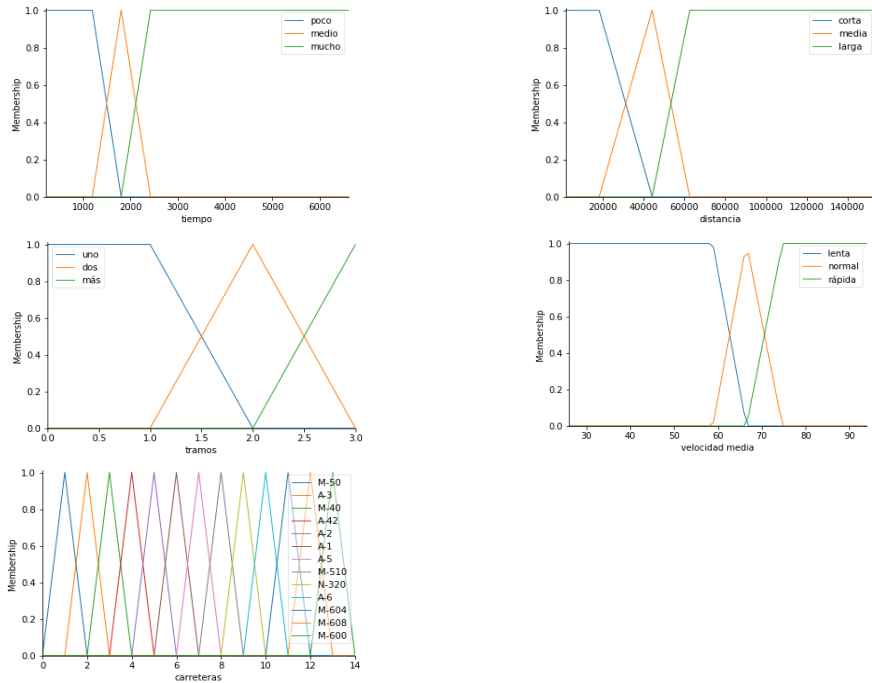 1.0
0.8
0.6
0.4
0.2
0.0
Membership
poco
medio
mucho
1000 2000 3000 4000 5000 6000
tiempo
1.0
0.8
0.6
0.4
0.2
0.0
Membership
corta
media
larga
20000 40000 60000 80000 100000 120000 140000
distancia
1.0
0.8
0.6
0.4
0.2
0.0
Membership
uno
dos
más
0.0 0.5 1.0 1.5 2.0 2.5 3.0
tramos
1.0
0.8
0.6
0.4
0.2
0.0
Membership
lenta
normal
rápida
30 40 50 60 70 80 90
velocidad media
1.0
0.8
0.6
0.4
0.2
0.0
Membership
M-50
A-3
M-40
A-42
A-2
A-1
A-5
M-510
N-320
A-6
M-604
M-608
M-600
0 2 4 6 8 10 12 14
carreteras